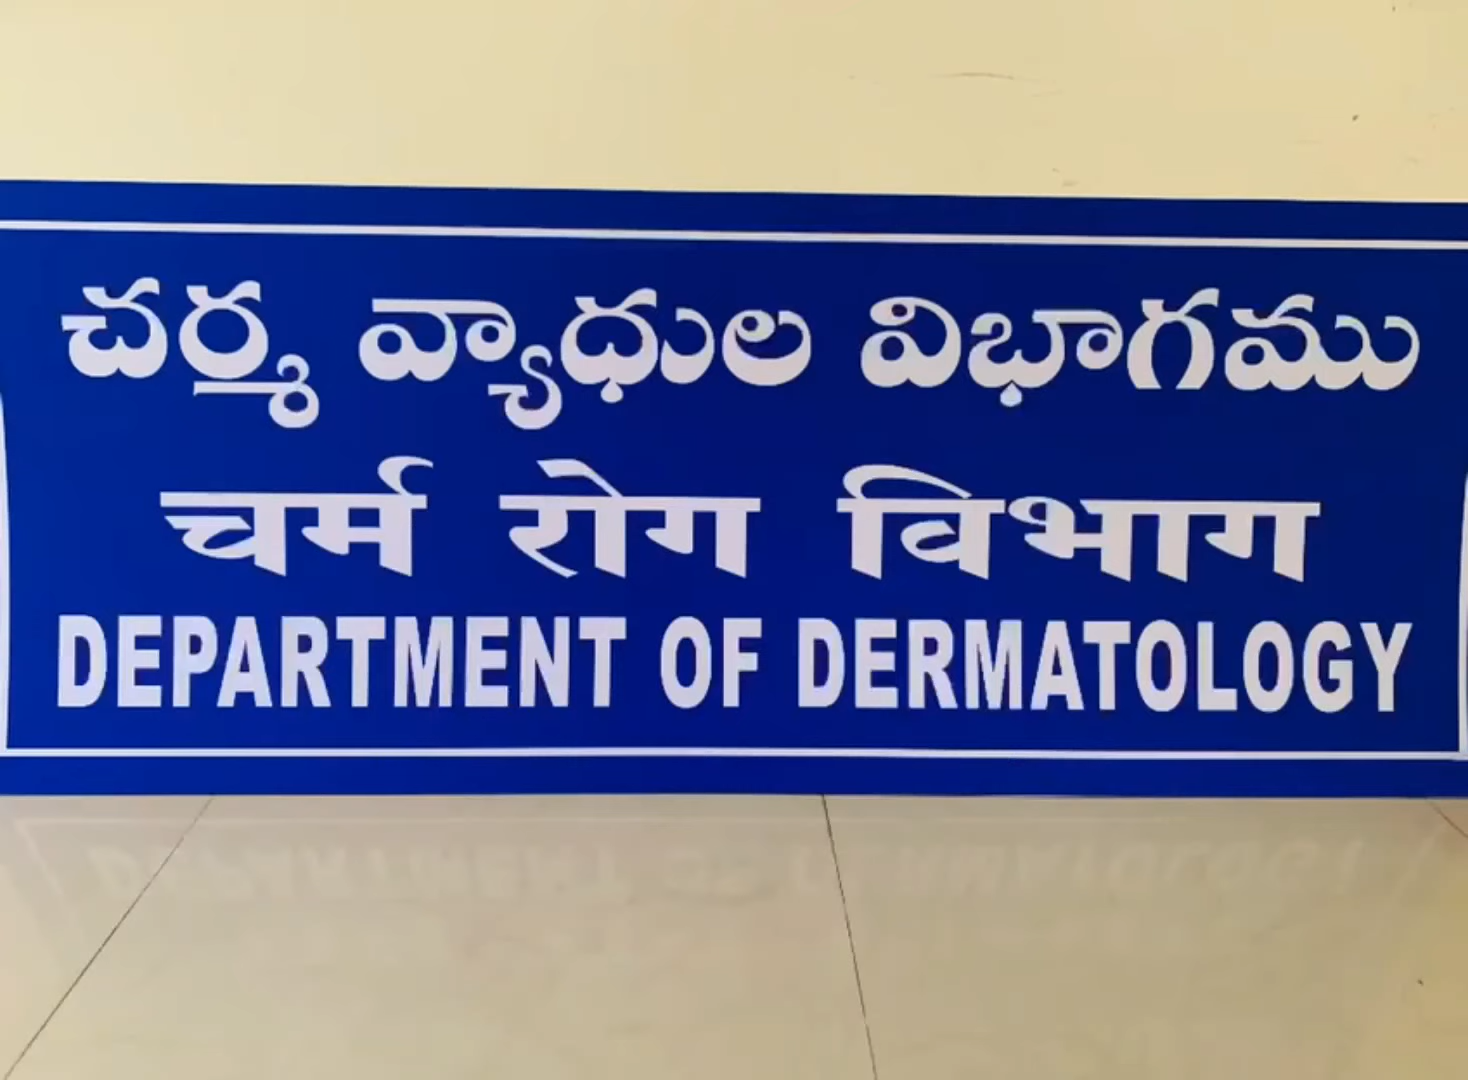 చర్మ వ్యాధుల విభాగము
चर्म रोग विभाग
DEPARTMENT OF DERMATOLOGY